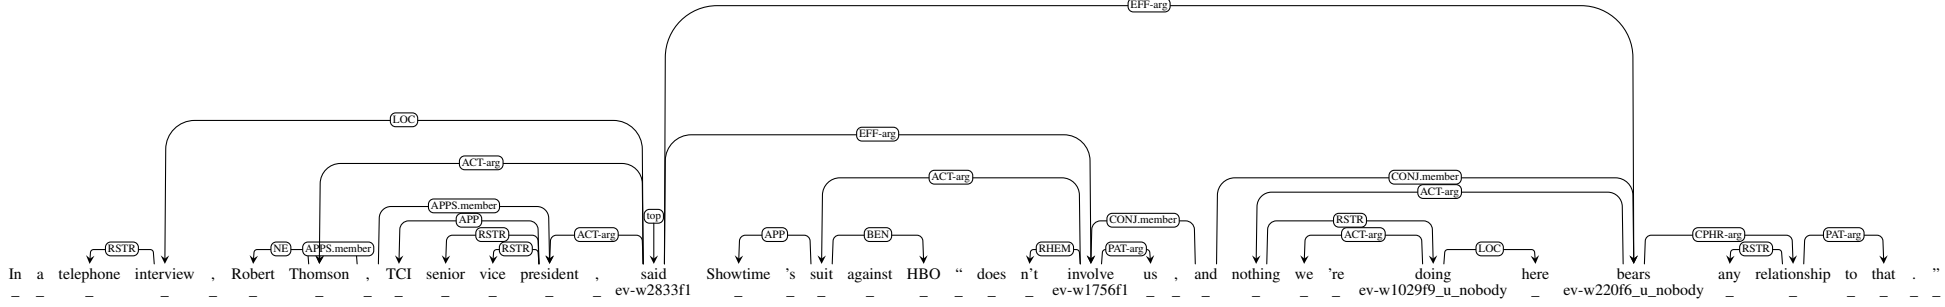 EFF-arg
LOC
EFF-arg
ACT-arg
ACT-arg CONJ.member
ACT-arg
APPS.member
APP top CONJ.member RSTR
RSTR ACT-arg APP BEN ACT-arg CPHR-arg
RSTR NE APPS.member RSTR RHEM PAT-arg LOC RSTR PAT-arg
In a telephone interview , Robert Thomson , TCI senior vice president , said Showtime 's suit against HBO “ does n't involve us , and nothing we 're doing here bears any relationship to that . ”
_ _ _ _ _ _ _ _ _ _ _ _ _ ev-w2833f1 _ _ _ _ _ _ _ _ ev-w1756f1 _ _ _ _ _ _ ev-w1029f9_u_nobody _ ev-w220f6_u_nobody _ _ _ _ _ _